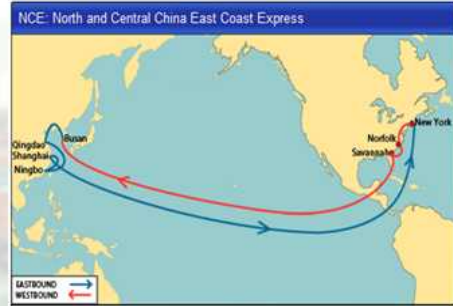 NCE: North and Central China East Coast Express
New York
Norfolk
Savannah
Busan
Qingdao
Shanghai
Ningbo
EASTBOUND
WESTBOUND